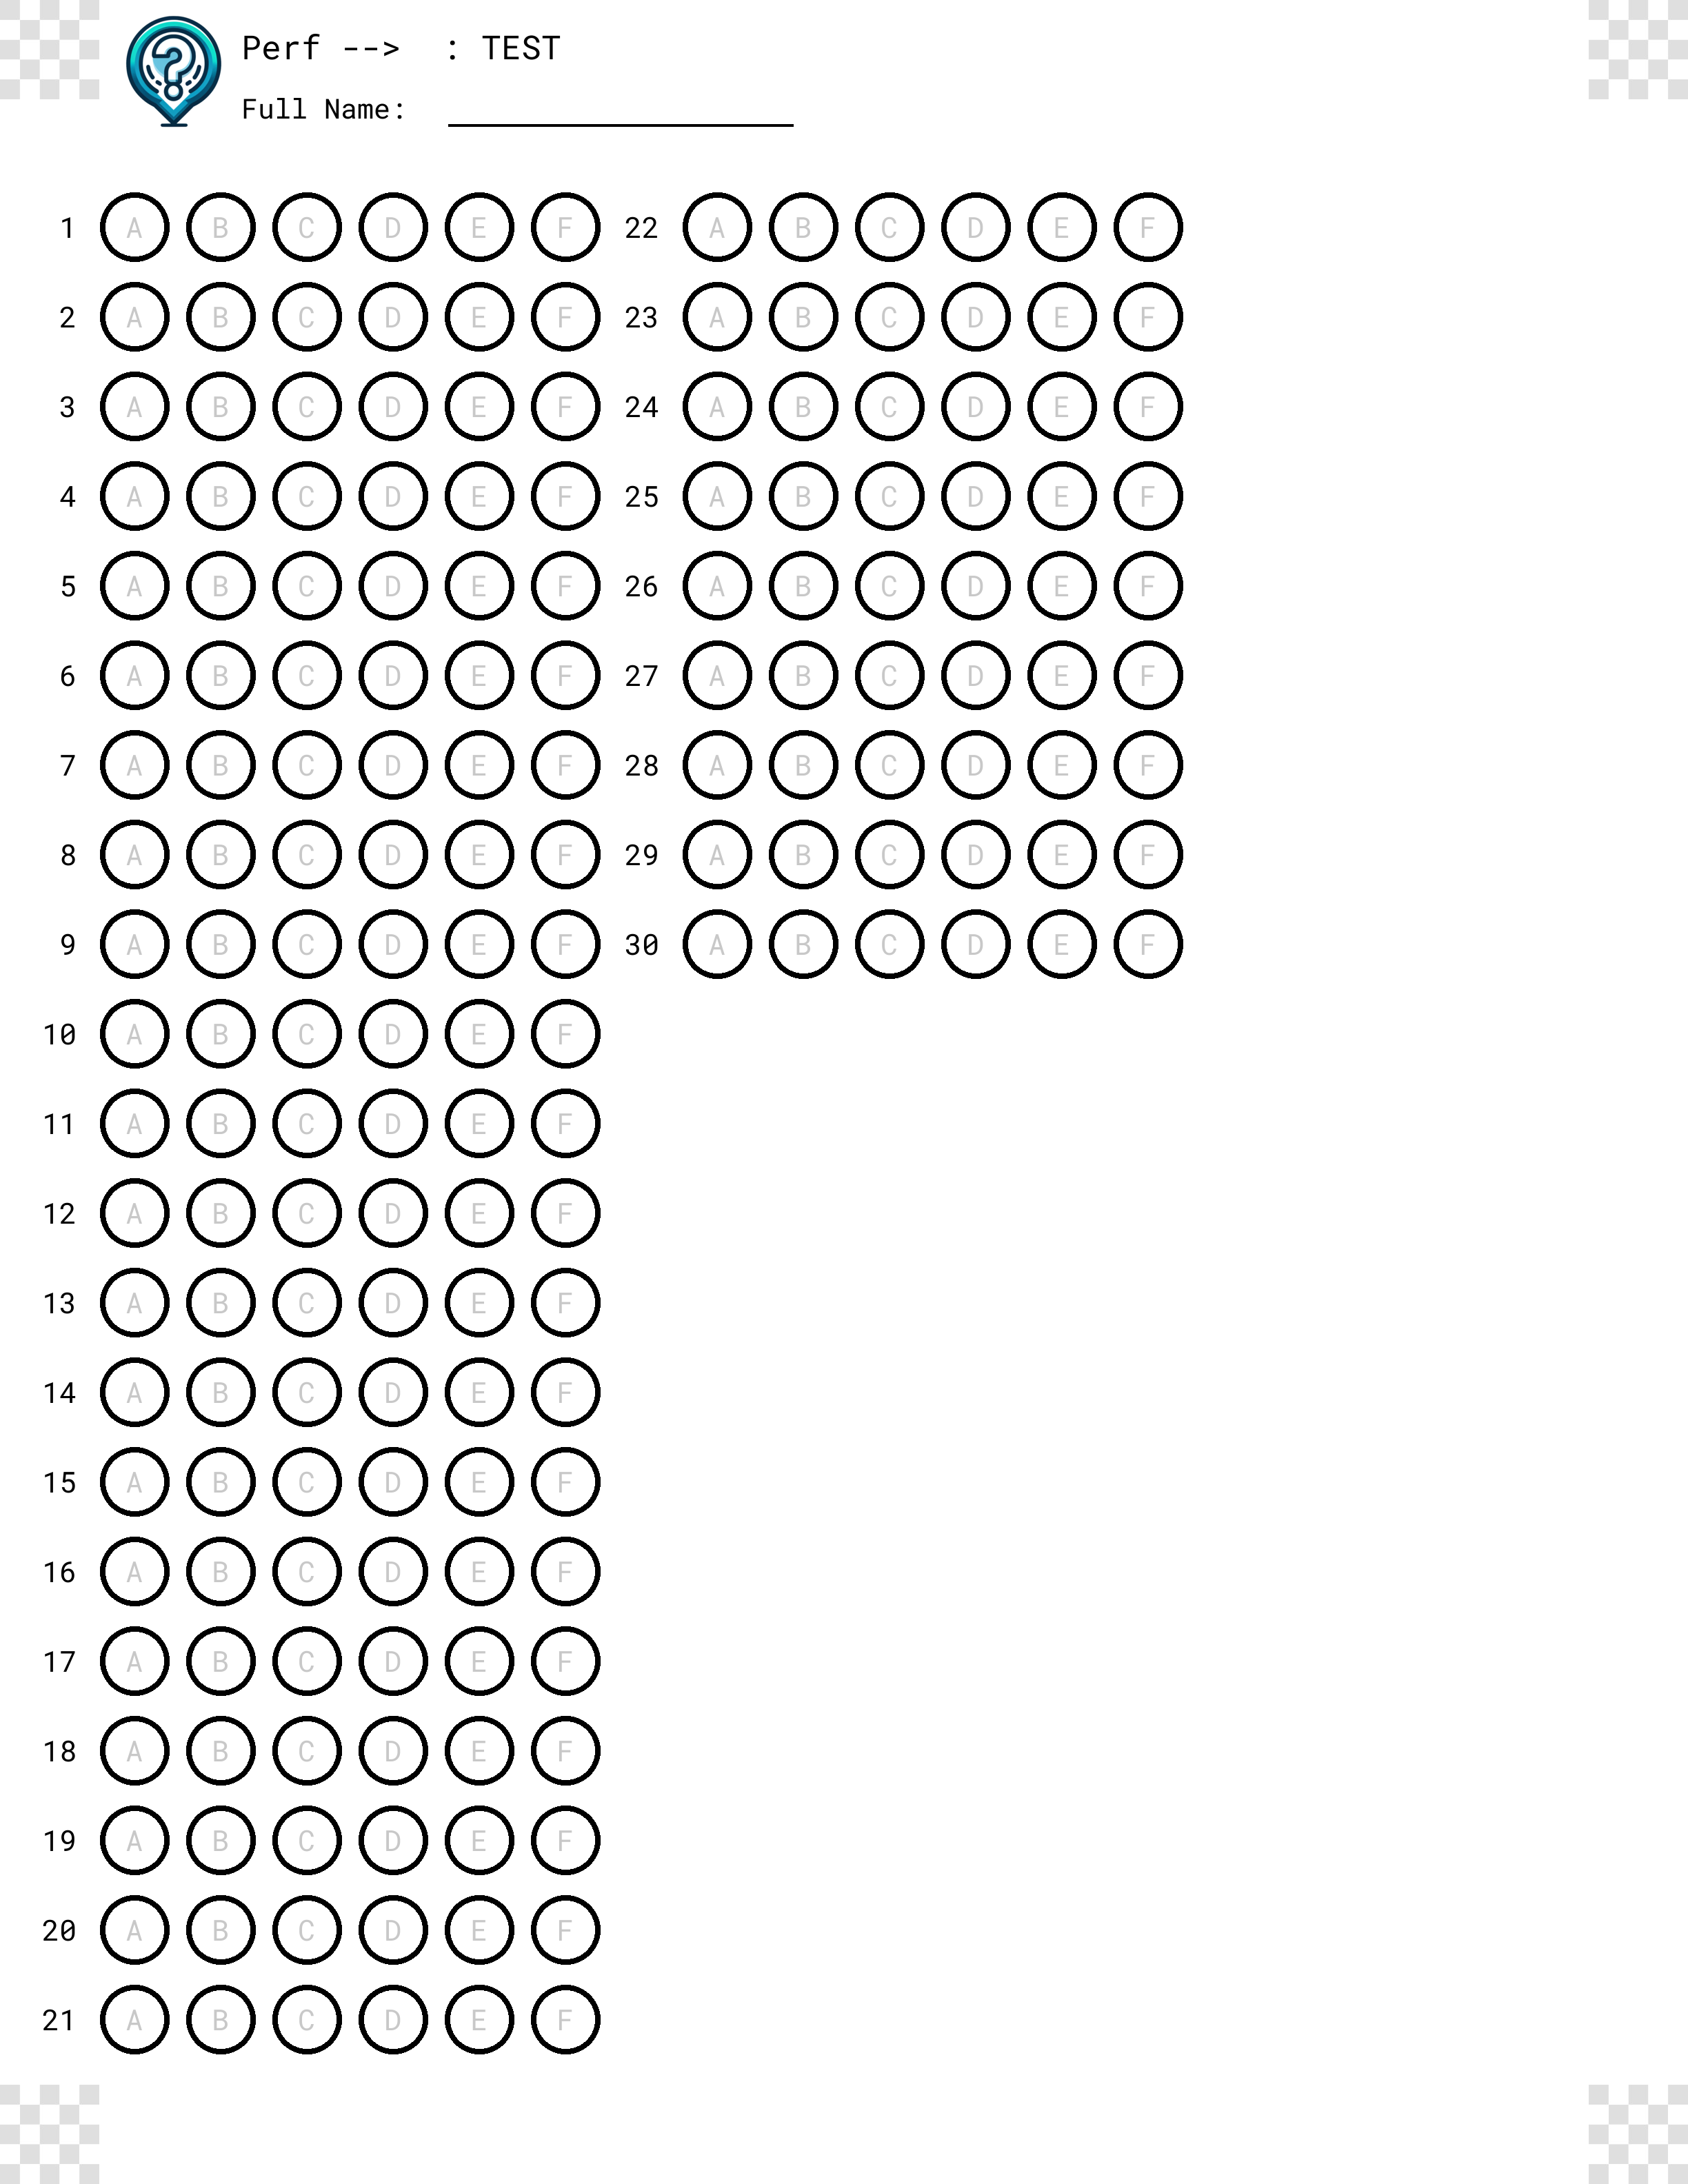 Perf --> : TEST
Full Name:
1 A B C D E F
2 A B C D E F
3 A B C D E F
4 A B C D E F
5 A B C D E F
6 A B C D E F
7 A B C D E F
8 A B C D E F
9 A B C D E F
10 A B C D E F
11 A B C D E F
12 A B C D E F
13 A B C D E F
14 A B C D E F
15 A B C D E F
16 A B C D E F
17 A B C D E F
18 A B C D E F
19 A B C D E F
20 A B C D E F
21 A B C D E F
22 A B C D E F
23 A B C D E F
24 A B C D E F
25 A B C D E F
26 A B C D E F
27 A B C D E F
28 A B C D E F
29 A B C D E F
30 A B C D E F